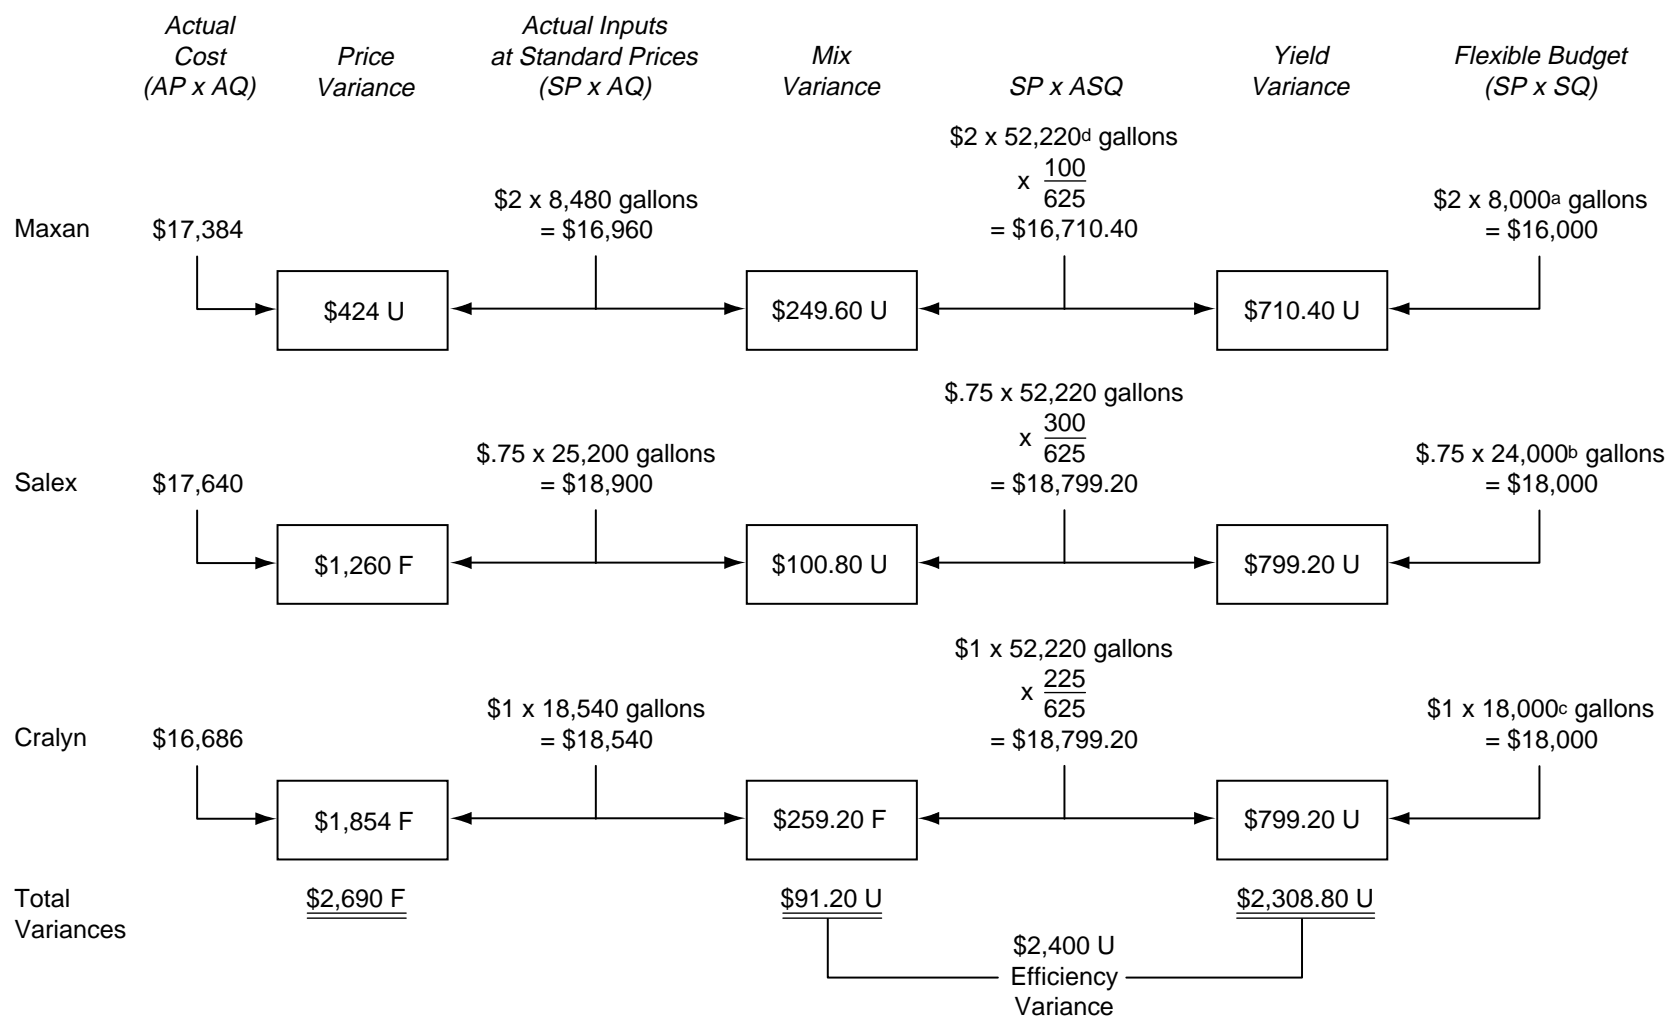 Actual
Cost
(AP x AQ)
Price
Variance
Actual Inputs
at Standard Prices
(SP x AQ)
Mix
Variance
SP x ASQ
Yield
Variance
Flexible Budget
(SP x SQ)
Maxan
$17,384
$424 U
$2 x 8,480 gallons
= $16,960
$249.60 U
$2 x 52,220d gallons
x 100
625
= $16,710.40
$710.40 U
$2 x 8,000a gallons
= $16,000
Salex
$17,640
$1,260 F
$.75 x 25,200 gallons
= $18,900
$100.80 U
$.75 x 52,220 gallons
x 300
625
= $18,799.20
$799.20 U
$.75 x 24,000b gallons
= $18,000
Cralyn
$16,686
$1,854 F
$1 x 18,540 gallons
= $18,540
$259.20 F
$1 x 52,220 gallons
x 225
625
= $18,799.20
$799.20 U
$1 x 18,000c gallons
= $18,000
Total
Variances
$2,690 F
$91.20 U
$2,308.80 U
$2,400 U
Efficiency
Variance